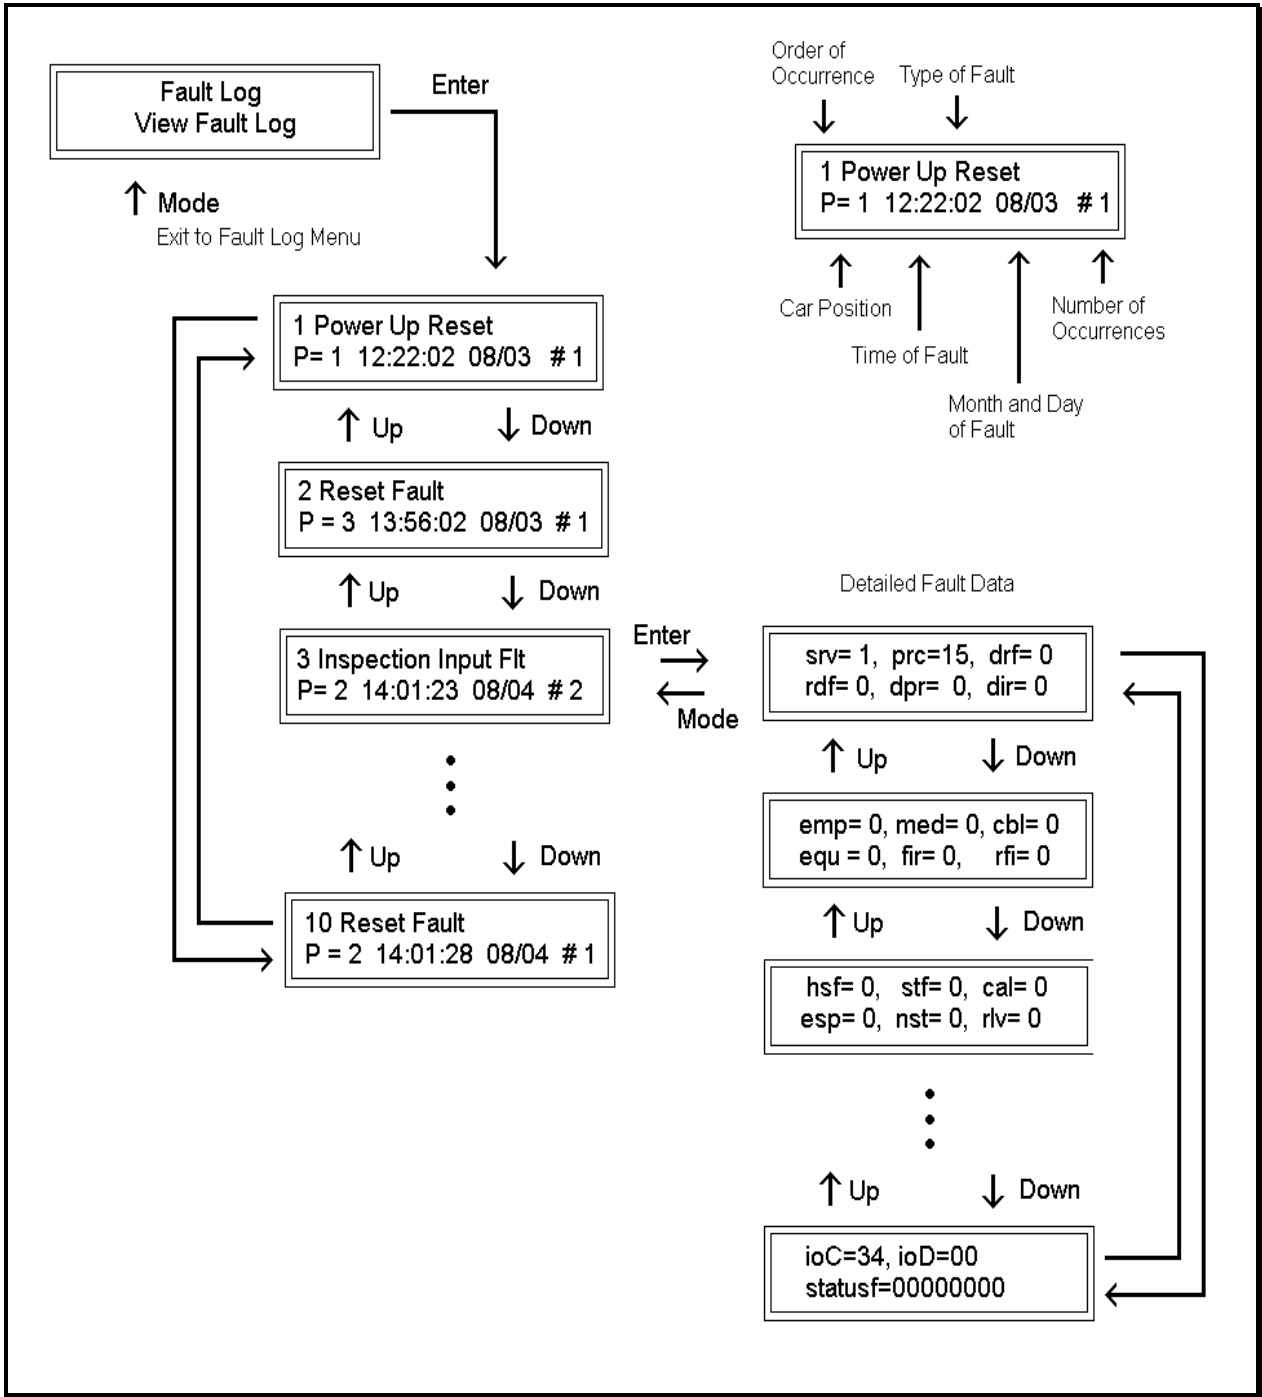 Fault Log
View Fault Log
Enter
Mode
Exit to Fault Log Menu
Order of
Occurrence
Type of Fault
1 Power Up Reset
P= 1 12:22:02 08/03 # 1
Car Position
Time of Fault
Month and Day
of Fault
Number of
Occurrences
1 Power Up Reset
P= 1 12:22:02 08/03 # 1
Up
Down
2 Reset Fault
P = 3 13:56:02 08/03 # 1
Up
Down
3 Inspection Input Flt
P= 2 14:01:23 08/04 # 2
Enter
Mode
Up
Down
10 Reset Fault
P = 2 14:01:28 08/04 # 1
Detailed Fault Data
srv= 1, prc=15, drf= 0
rdf= 0, dpr= 0, dir= 0
Up
Down
emp= 0, med= 0, cbl= 0
equ = 0, fir= 0, rfi= 0
Up
Down
hsf= 0, stf= 0, cal= 0
esp= 0, nst= 0, rlv= 0
Up
Down
ioC=34, ioD=00
statusf=00000000